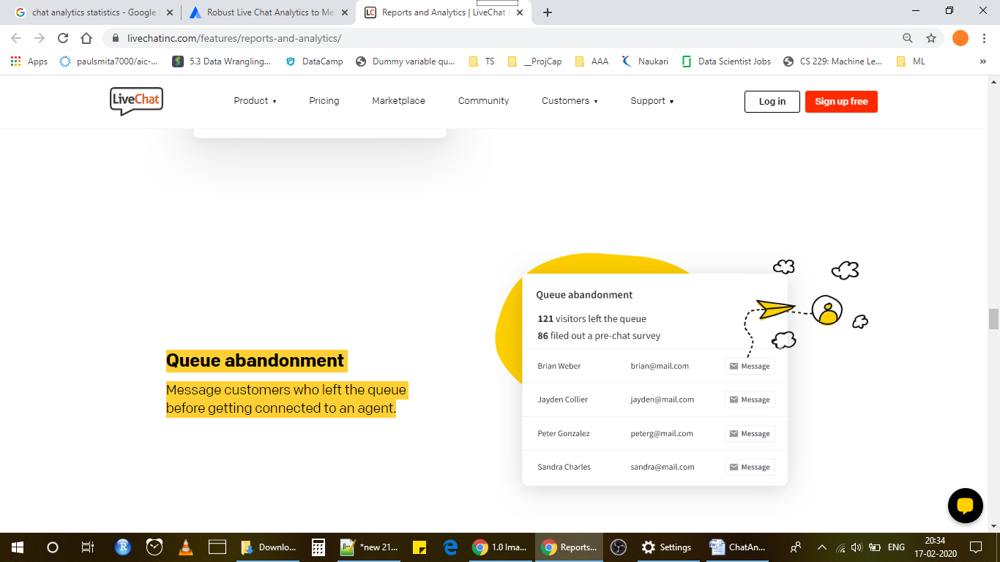 chat analytics statistics - Google
Robust Live Chat Analytics to Me
Reports and Analytics | LiveChat
livechatinc.com/features/reports-and-analytics/
Apps
paulsmita7000/aic-...
5.3 Data Wrangling...
DataCamp
Dummy variable qu...
TS
__ProjCap
AAA
Naukari
Data Scientist Jobs
CS 229: Machine Le...
ML
»
LiveChat
Product
Pricing
Marketplace
Community
Customers
Support
Log in
Sign up free
Queue abandonment
Message customers who left the queue
before getting connected to an agent.
Queue abandonment
121 visitors left the queue
86 filed out a pre-chat survey
Brian Weber brian@mail.com Message
Jayden Collier jayden@mail.com Message
Peter Gonzalez peterg@mail.com Message
Sandra Charles sandra@mail.com Message
Downlo...
*new 21...
1.0 Ima...
Reports...
Settings
ChatAn...
ENG
20:34
17-02-2020